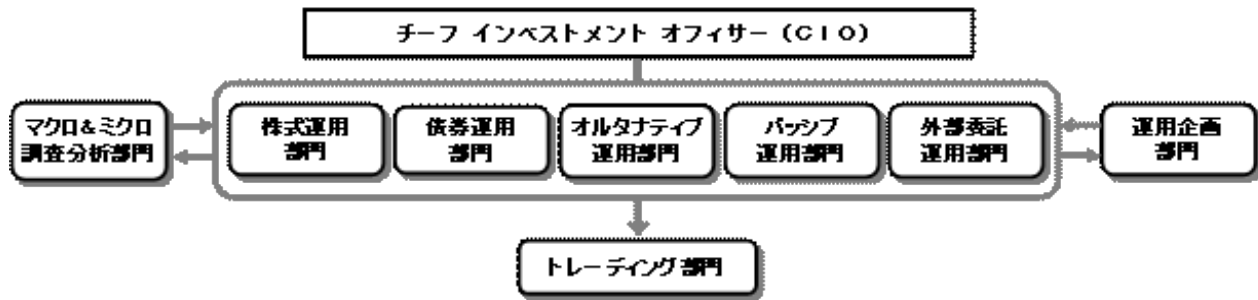 チーフ インベストメント オフィサー（CIO）
マクロ&ミクロ
調査分析部門
株式運用
部門
債券運用
部門
オルタナティブ
運用部門
パッシブ
運用部門
外部委託
運用部門
運用企画
部門
トレーディング部門